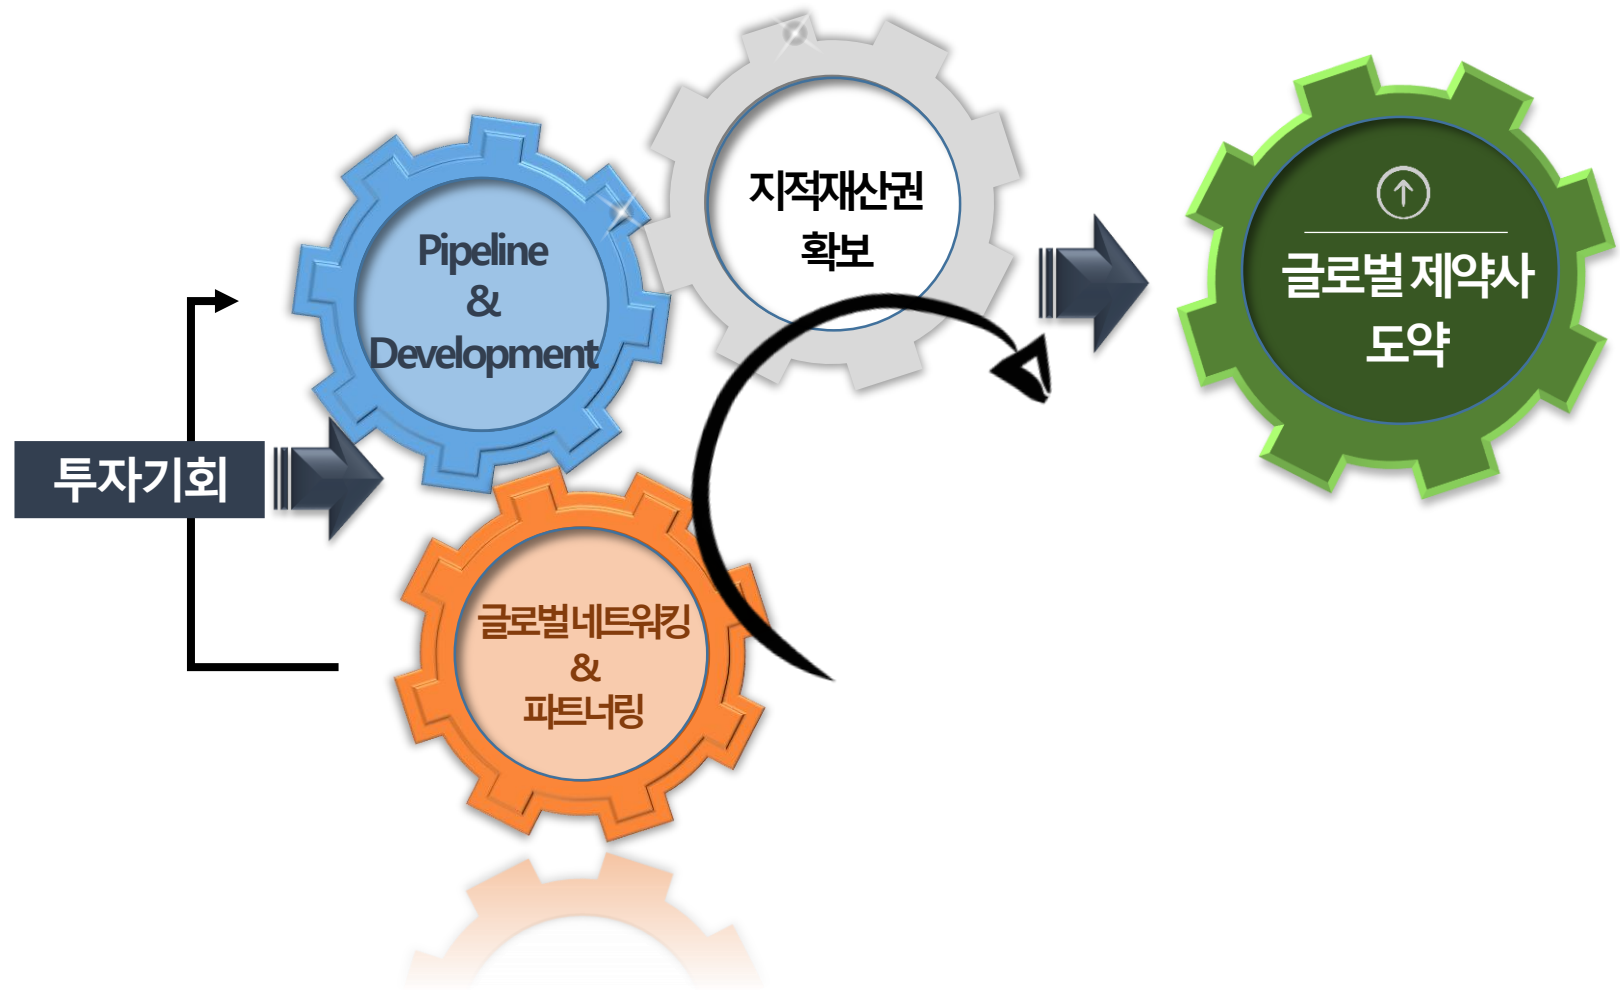 투자기회
Pipeline
&
Development
지적재산권
확보
글로벌 네트워킹
&
파트너링
글로벌 제약사
도약